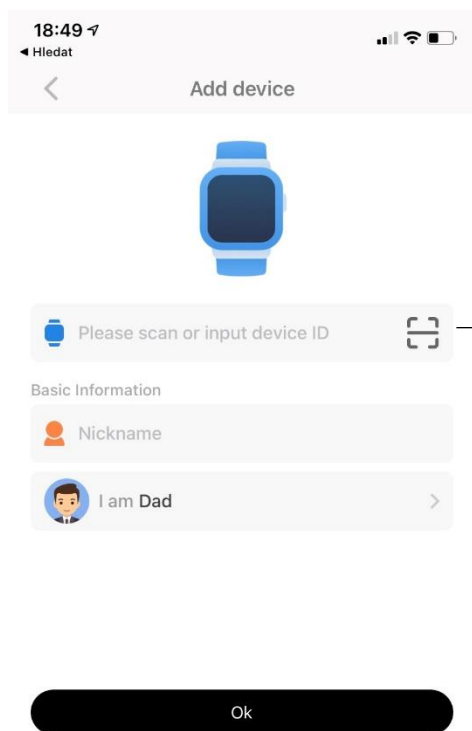 18:49
Hledat
Add device
Please scan or input device ID
Basic Information
Nickname
I am Dad
Ok